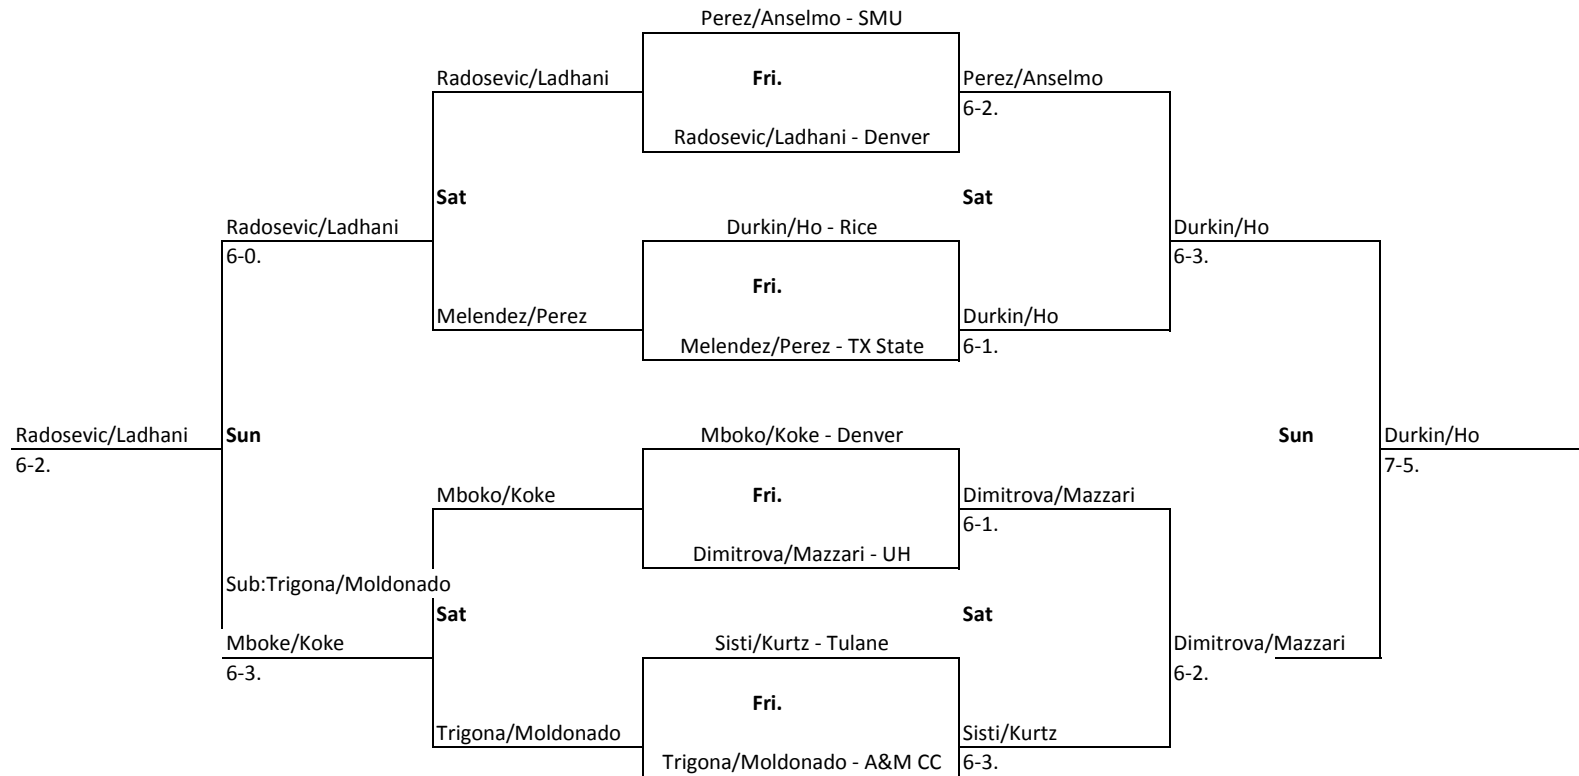 Perez/Anselmo - SMU
Radosevic/Ladhani Fri. Perez/Anselmo
6-2.
Radosevic/Ladhani - Denver
Sat Sat
Radosevic/Ladhani Durkin/Ho - Rice Durkin/Ho
6-0. 6-3.
Fri.
Melendez/Perez Durkin/Ho
Melendez/Perez - TX State 6-1.
Radosevic/Ladhani Sun Mboko/Koke - Denver Sun Durkin/Ho
6-2. 7-5.
Mboko/Koke Fri. Dimitrova/Mazzari
6-1.
Dimitrova/Mazzari - UH
Sub:Trigona/Moldonado
Sat Sat
Mboke/Koke Sisti/Kurtz - Tulane Dimitrova/Mazzari
6-3. 6-2.
Fri.
Trigona/Moldonado Sisti/Kurtz
Trigona/Moldonado - A&M CC 6-3.